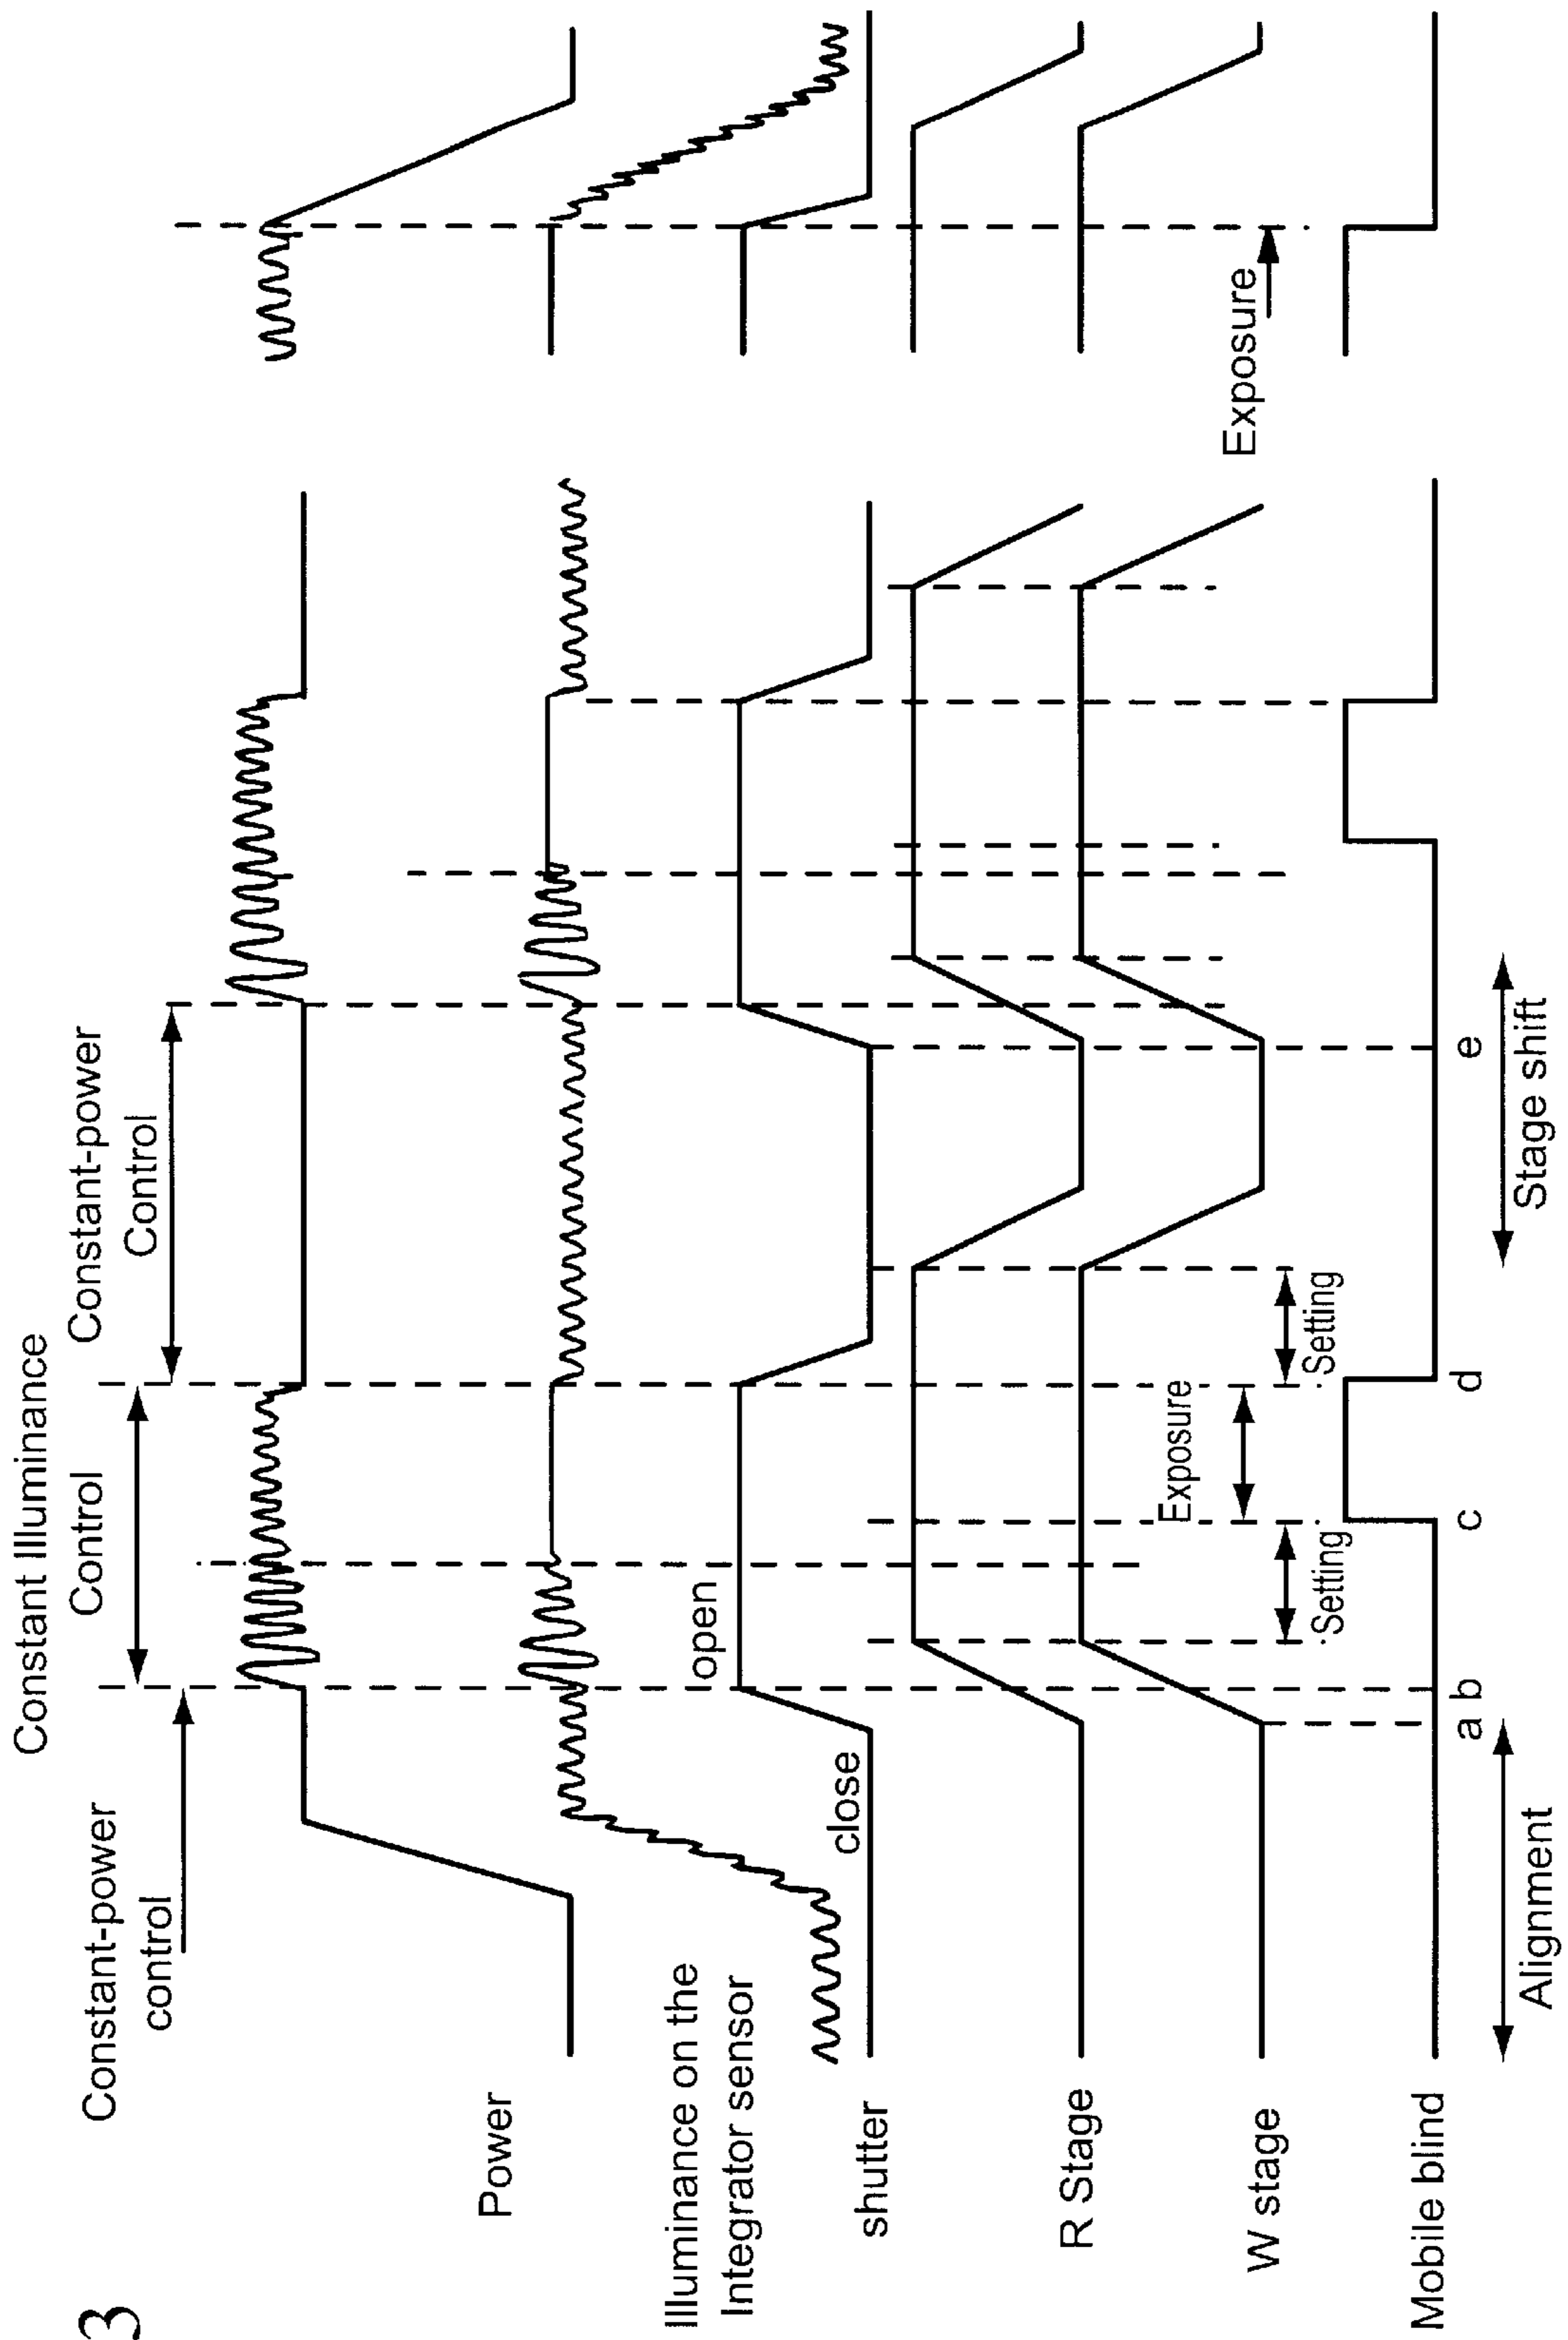 3
Constant Illuminance
Constant-power
control
Control
Constant-power
Control
Power
Illuminance on the
Integrator sensor
open
close
shutter
R Stage
W stage
Setting
Exposure
Setting
Exposure
Mobile blind
a
b
c
d
e
Alignment
Stage shift